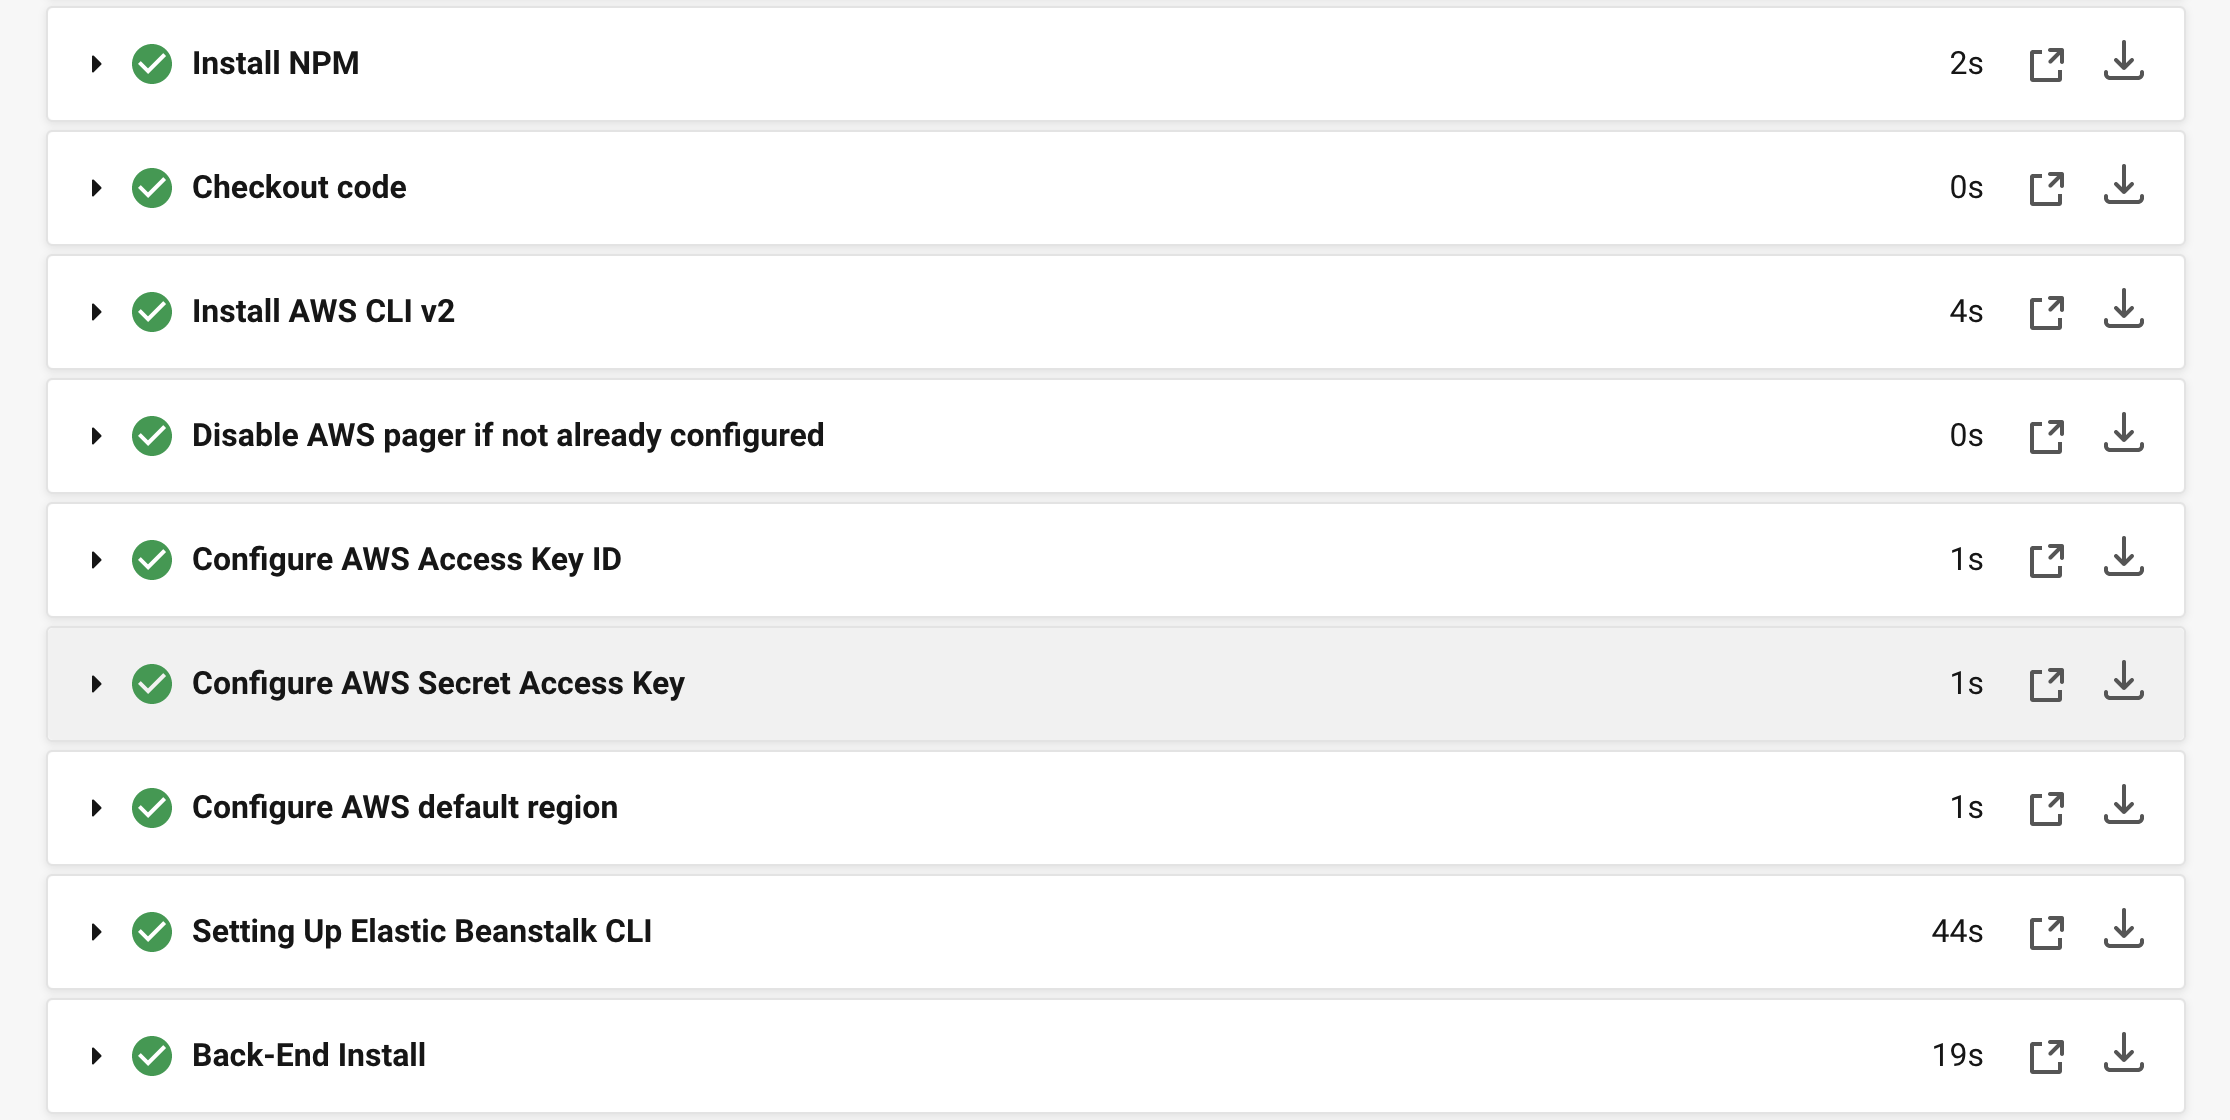 Install NPM 2s
Checkout code 0s
Install AWS CLI v2 4s
Disable AWS pager if not already configured 0s
Configure AWS Access Key ID 1s
Configure AWS Secret Access Key 1s
Configure AWS default region 1s
Setting Up Elastic Beanstalk CLI 44s
Back-End Install 19s